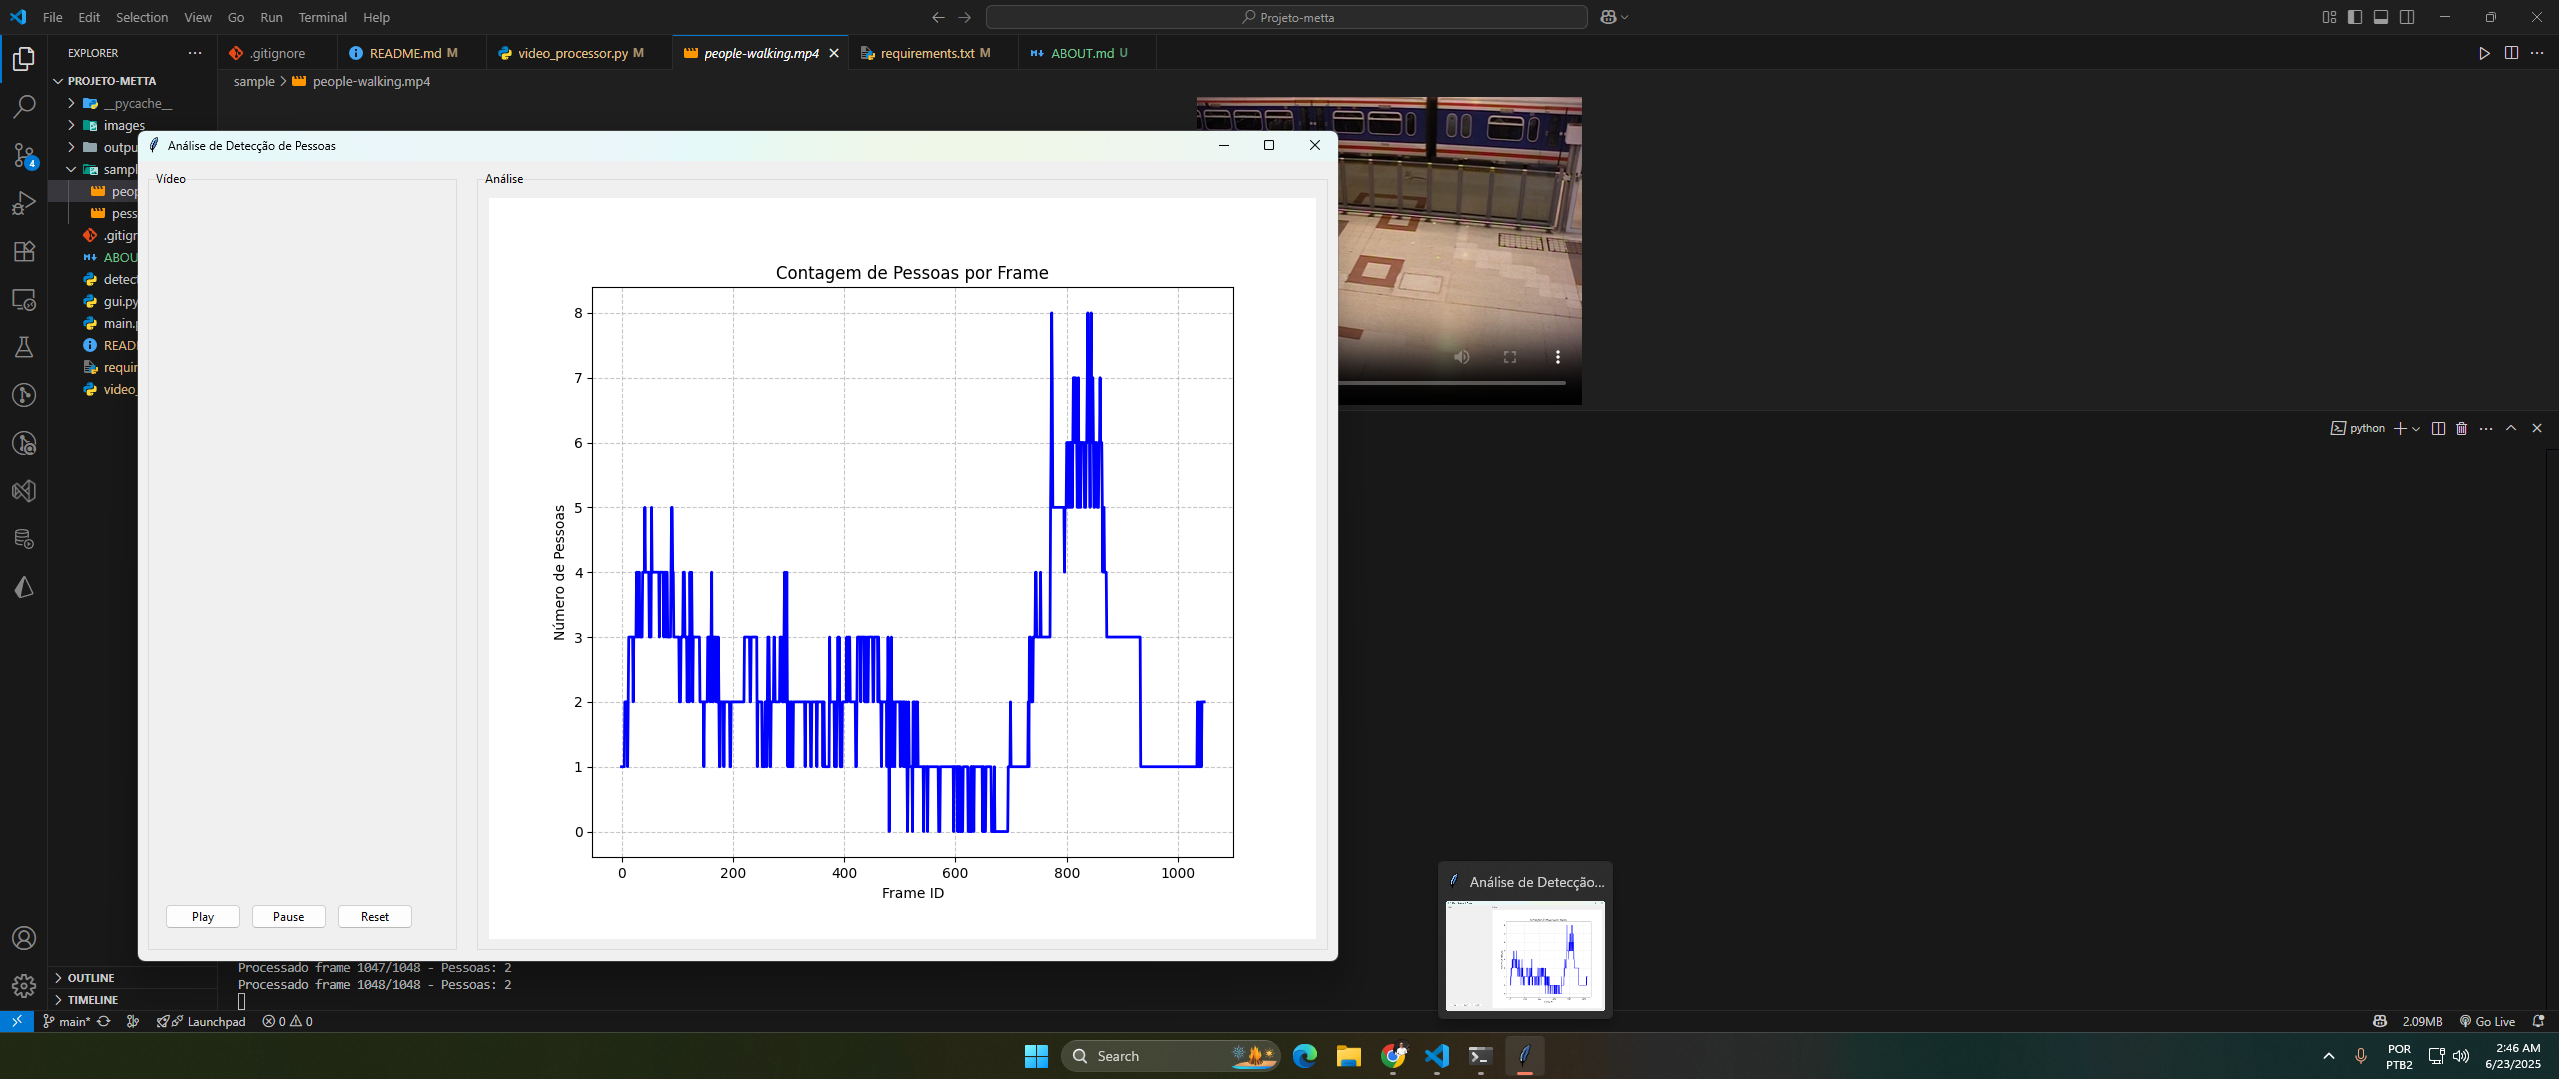 File Edit Selection View Go Run Terminal Help
Projeto-metta
EXPLORER
.gitignore
README.md M
video_processor.py M
people-walking.mp4
requirements.txt M
ABOUT.md U
PROJETO-METTA
sample > people-walking.mp4
__pycache__
images
outpu
sampl
peop
pess
.gitigr
ABOU
detect
gui.py
main.p
READ
requir
video_
4
Análise de Detecção de Pessoas
Vídeo
Análise
Contagem de Pessoas por Frame
8
7
6
5
4
3
2
1
0
Número de Pessoas
0 200 400 600 800 1000
Frame ID
Play Pause Reset
python
Processado frame 1047/1048 - Pessoas: 2
Processado frame 1048/1048 - Pessoas: 2
OUTLINE
TIMELINE
Análise de Detecção...
main* Launchpad 0 0
2.09MB Go Live
Search
POR
PTB2
2:46 AM
6/23/2025